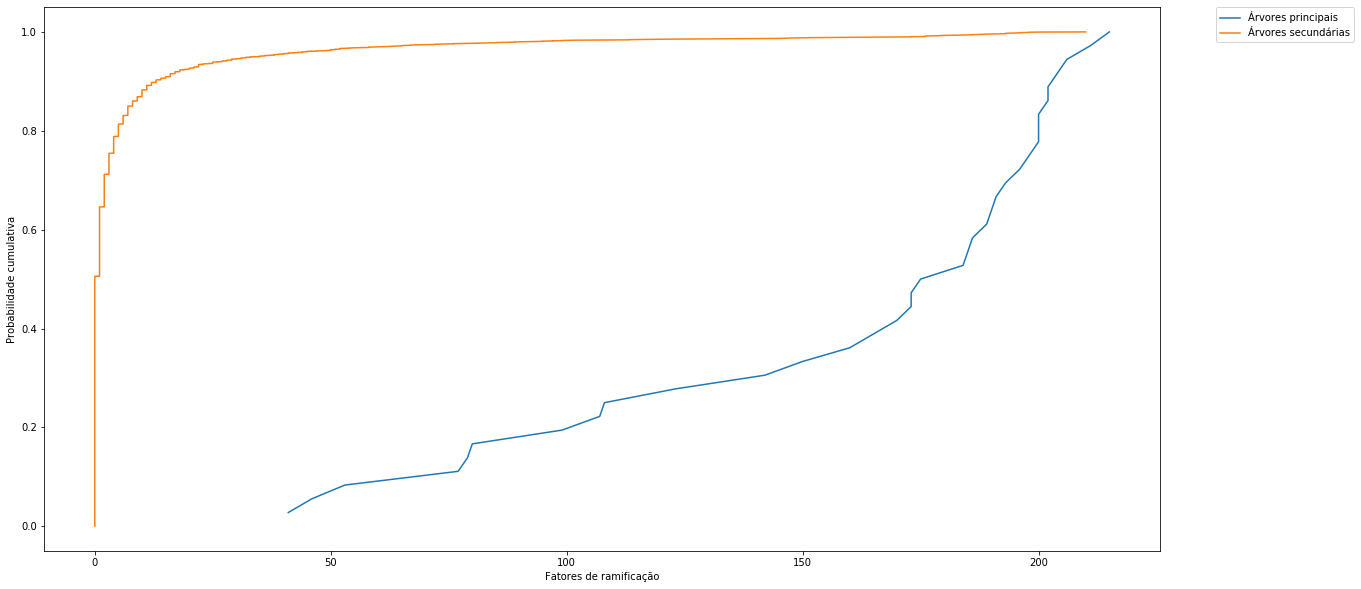 Árvores principais
Árvores secundárias
Probabilidade cumulativa
1.0
0.8
0.6
0.4
0.2
0.0
0 50 100 150 200
Fatores de ramificação